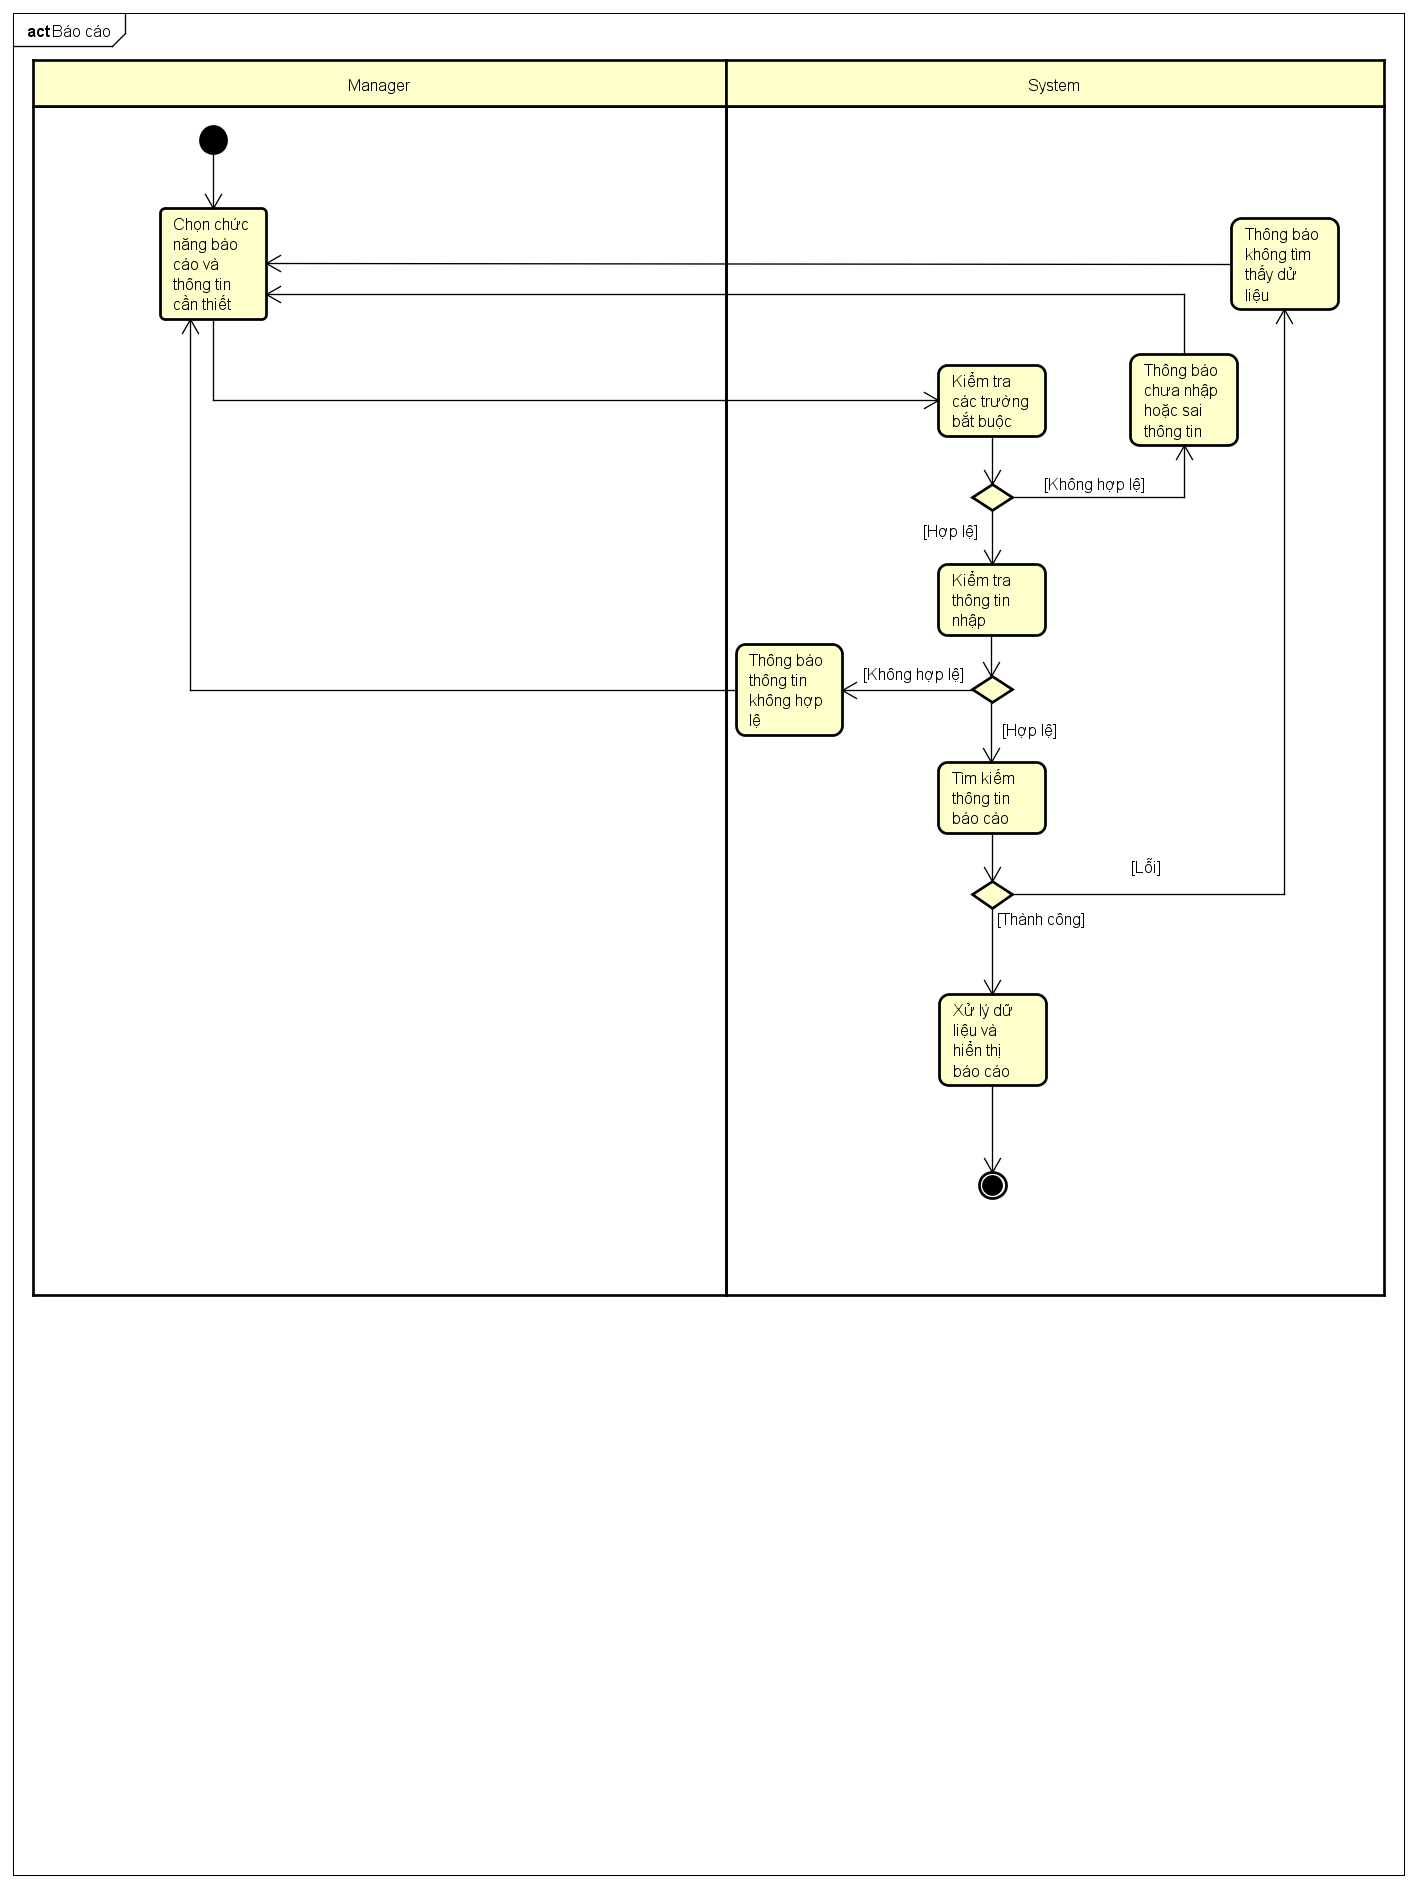 act Báo cáo
Manager
System
Chọn chức
năng báo
cáo và
thông tin
cần thiết
Thông báo
không tìm
thấy dử
liệu
Kiểm tra
các trường
bắt buộc
Thông báo
chưa nhập
hoặc sai
thông tin
[Không hợp lệ]
[Hợp lệ]
Kiểm tra
thông tin
nhập
Thông báo
thông tin
không hợp
lệ
[Không hợp lệ]
[Hợp lệ]
Tìm kiếm
thông tin
báo cáo
[Lỗi]
[Thành công]
Xử lý dữ
liệu và
hiển thị
báo cáo